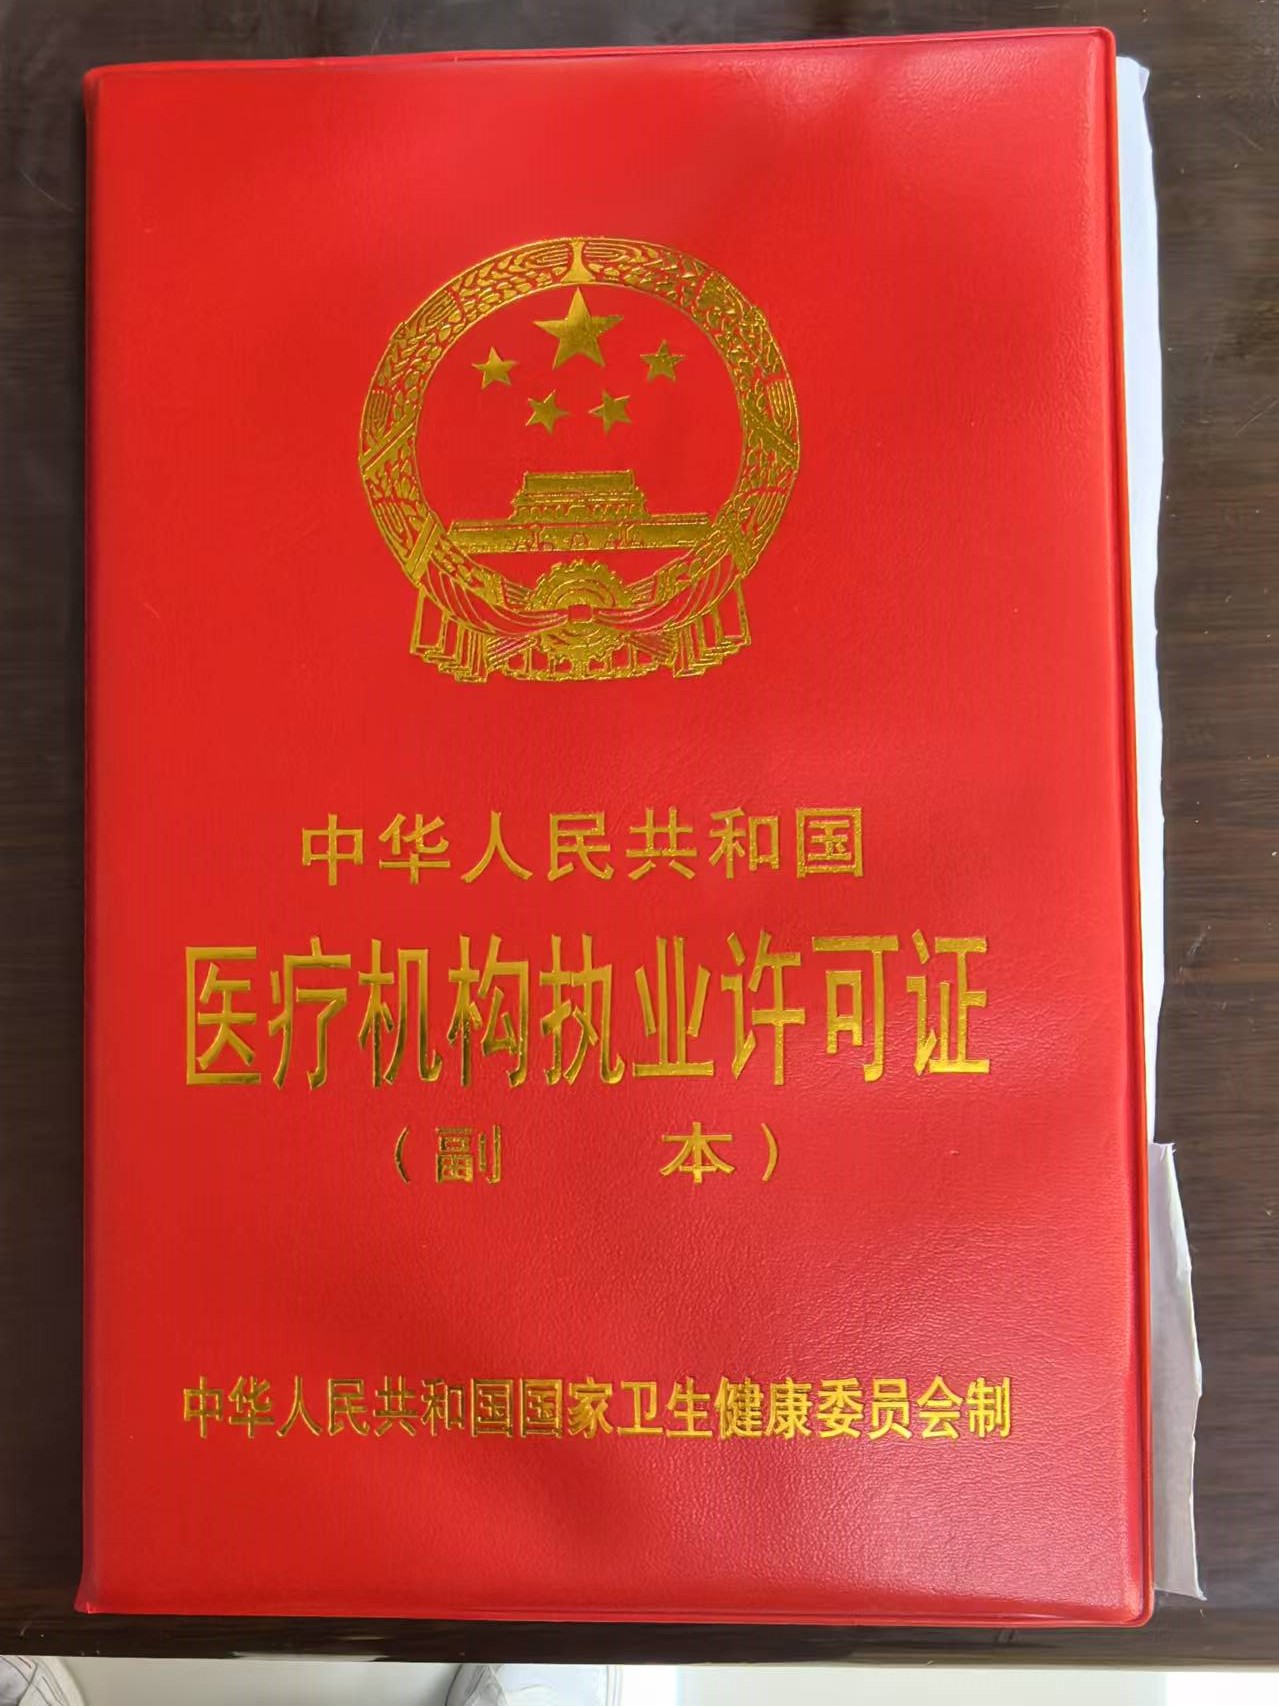 中华人民共和国
医疗机构执业许可证
（副 本）
中华人民共和国国家卫生健康委员会制